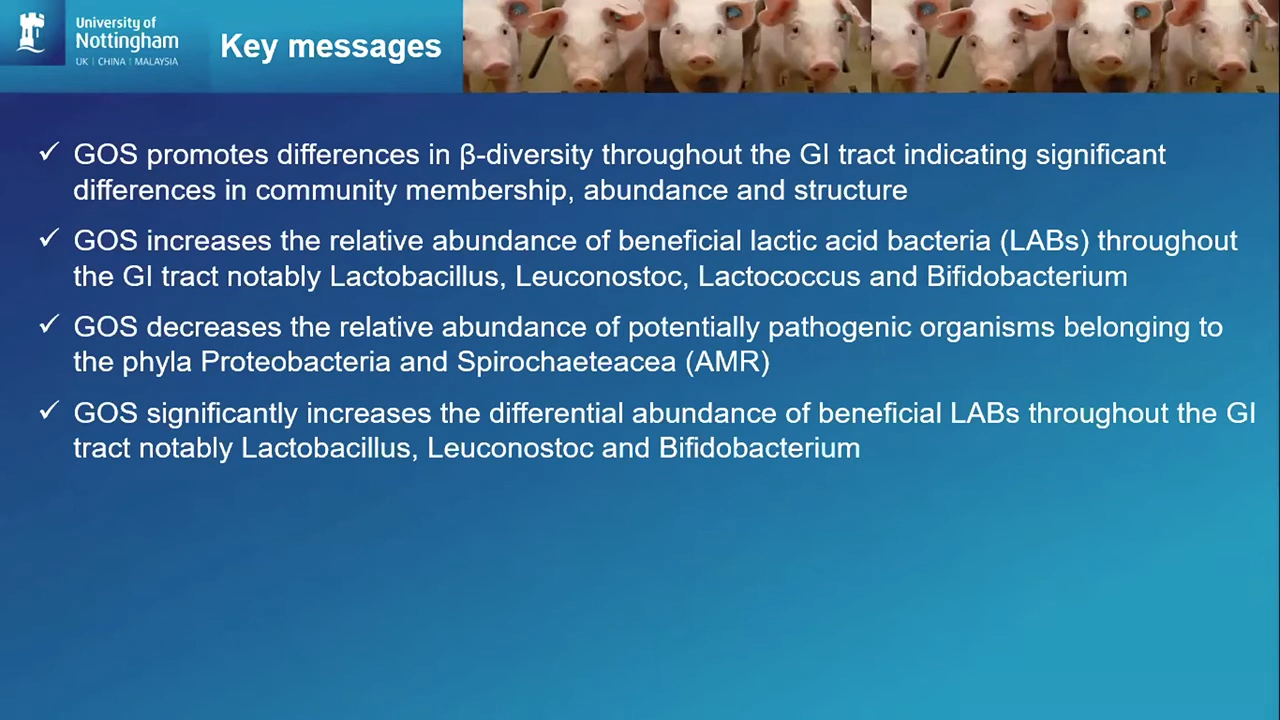 University of
Nottingham
UK | CHINA | MALAYSIA
Key messages
✓ GOS promotes differences in β-diversity throughout the GI tract indicating significant
differences in community membership, abundance and structure
✓ GOS increases the relative abundance of beneficial lactic acid bacteria (LABs) throughout
the GI tract notably Lactobacillus, Leuconostoc, Lactococcus and Bifidobacterium
✓ GOS decreases the relative abundance of potentially pathogenic organisms belonging to
the phyla Proteobacteria and Spirochaeteacea (AMR)
✓ GOS significantly increases the differential abundance of beneficial LABs throughout the GI
tract notably Lactobacillus, Leuconostoc and Bifidobacterium